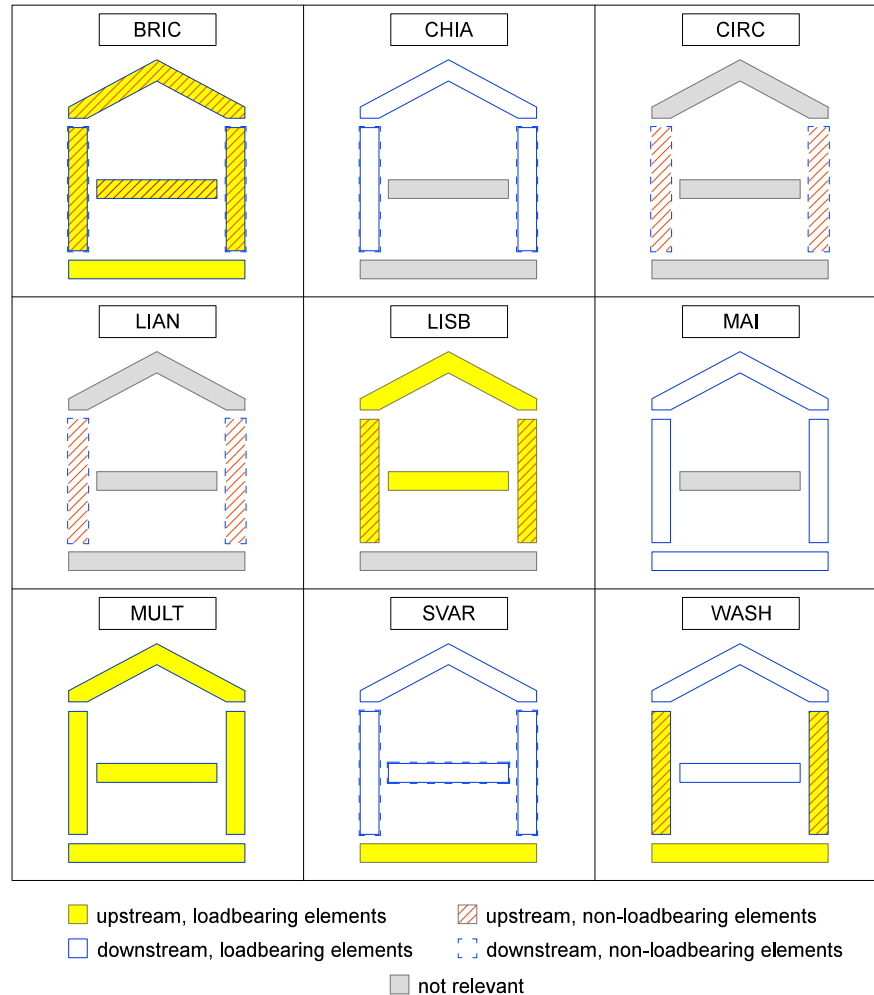 BRIC
CHIA
CIRC
LIAN
LISB
MAI
MULT
SVAR
WASH
upstream, loadbearing elements
upstream, non-loadbearing elements
downstream, loadbearing elements
downstream, non-loadbearing elements
not relevant